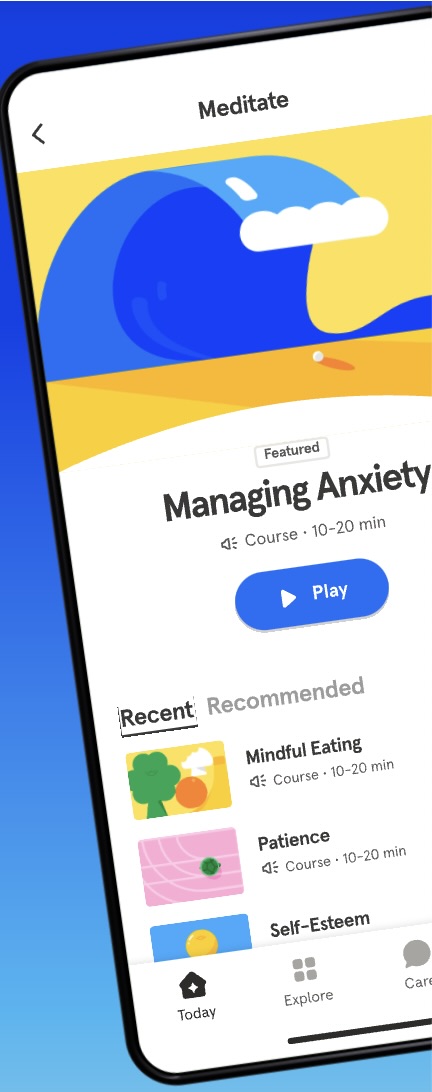 Meditate
Featured
Managing Anxiety
Course · 10-20 min
Play
Recent Recommended
Mindful Eating
Course · 10-20 min
Patience
Course · 10-20 min
Self-Esteem
Today
Explore
Care